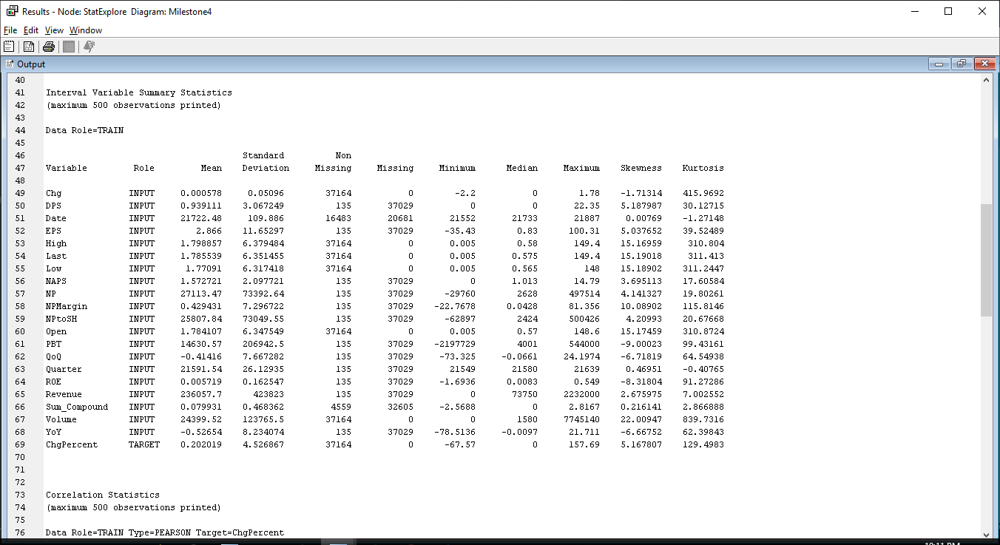 Results - Node: StatExplore Diagram: Milestone4
File Edit View Window
Output
40
41 Interval Variable Summary Statistics
42 (maximum 500 observations printed)
43
44 Data Role=TRAIN
45
46 Standard Non
47 Variable Role Mean Deviation Missing Missing Minimum Median Maximum Skewness Kurtosis
48
49 Chg INPUT 0.000578 0.05096 37164 0 -2.2 0 1.78 -1.71314 415.9692
50 DPS INPUT 0.939111 3.067249 135 37029 0 0 22.35 5.187987 30.12715
51 Date INPUT 21722.48 109.886 16483 20681 21552 21733 21887 0.00769 -1.27148
52 EPS INPUT 2.866 11.65297 135 37029 -35.43 0.83 100.31 5.037652 39.52489
53 High INPUT 1.798857 6.379484 37164 0 0.005 0.58 149.4 15.16959 310.804
54 Last INPUT 1.785539 6.351455 37164 0 0.005 0.575 149.4 15.19018 311.413
55 Low INPUT 1.77091 6.317418 37164 0 0.005 0.565 148 15.18902 311.2447
56 NAPS INPUT 1.572721 2.097721 135 37029 0 1.013 14.79 3.695113 17.60584
57 NP INPUT 27113.47 73392.64 135 37029 -29760 2628 497514 4.141327 19.80261
58 NPMargin INPUT 0.429431 7.296722 135 37029 -22.7678 0.0428 81.356 10.08902 115.8146
59 NPtoSH INPUT 25807.84 73049.55 135 37029 -62897 2424 500426 4.20993 20.67668
60 Open INPUT 1.784107 6.347549 37164 0 0.005 0.57 148.6 15.17459 310.8724
61 PBT INPUT 14630.57 206942.5 135 37029 -2197729 4001 544000 -9.00023 99.43161
62 QoQ INPUT -0.41416 7.667282 135 37029 -73.325 -0.0661 24.1974 -6.71819 64.54938
63 Quarter INPUT 21591.54 26.12935 135 37029 21549 21580 21639 0.46951 -0.40765
64 ROE INPUT 0.005719 0.162547 135 37029 -1.6936 0.0083 0.549 -8.31804 91.27286
65 Revenue INPUT 236057.7 423823 135 37029 0 73750 2232000 2.675975 7.002552
66 Sum_Compound INPUT 0.079931 0.468362 4559 32605 -2.5688 0 2.8167 0.216141 2.866888
67 Volume INPUT 24399.52 123765.5 37164 0 0 1580 7745140 22.00947 839.7316
68 YoY INPUT -0.52654 8.234074 135 37029 -78.5136 -0.0097 21.711 -6.66752 62.39843
69 ChgPercent TARGET 0.202019 4.526867 37164 0 -67.57 0 157.69 5.167807 129.4983
70
71
72
73 Correlation Statistics
74 (maximum 500 observations printed)
75
76 Data Role=TRAIN Type=PEARSON Target=ChgPercent